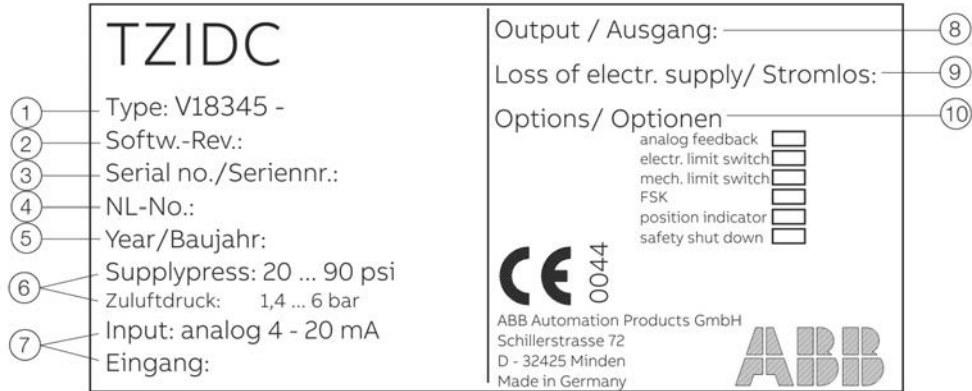 TZIDC
1 Type: V18345 -
2 Softw.-Rev.:
3 Serial no./Seriennr.:
4 NL-No.:
5 Year/Baujahr:
6 Supplypress: 20 ... 90 psi
Zuluftdruck: 1,4 ... 6 bar
7 Input: analog 4 - 20 mA
Eingang:
Output / Ausgang: 8
Loss of electr. supply/ Stromlos: 9
Options/ Optionen 10
analog feedback
electr. limit switch
mech. limit switch
FSK
position indicator
safety shut down
CE 0044
ABB Automation Products GmbH
Schillerstrasse 72
D - 32425 Minden
Made in Germany
ABB